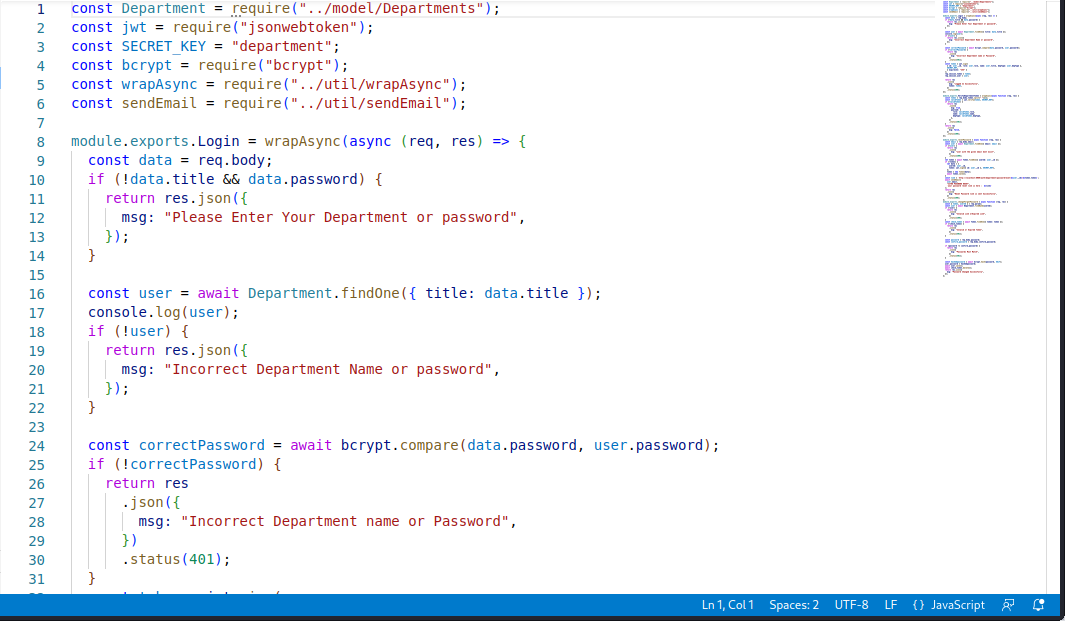 1 const Department = require("../model/Departments");
2 const jwt = require("jsonwebtoken");
3 const SECRET_KEY = "department";
4 const bcrypt = require("bcrypt");
5 const wrapAsync = require("../util/wrapAsync");
6 const sendEmail = require("../util/sendEmail");
7
8 module.exports.Login = wrapAsync(async (req, res) => {
9   const data = req.body;
10   if (!data.title && data.password) {
11     return res.json({
12       msg: "Please Enter Your Department or password",
13     });
14   }
15
16   const user = await Department.findOne({ title: data.title });
17   console.log(user);
18   if (!user) {
19     return res.json({
20       msg: "Incorrect Department Name or password",
21     });
22   }
23
24   const correctPassword = await bcrypt.compare(data.password, user.password);
25   if (!correctPassword) {
26     return res
27       .json({
28         msg: "Incorrect Department name or Password",
29       })
30       .status(401);
31   }
Ln 1, Col 1 Spaces: 2 UTF-8 LF {} JavaScript